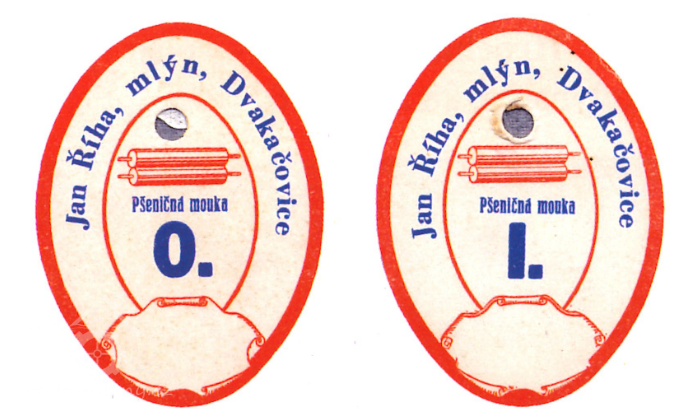 Jan Říha, mlýn, Dvakačovice
Pšeničná mouka
0.
Jan Říha, mlýn, Dvakačovice
Pšeničná mouka
I.